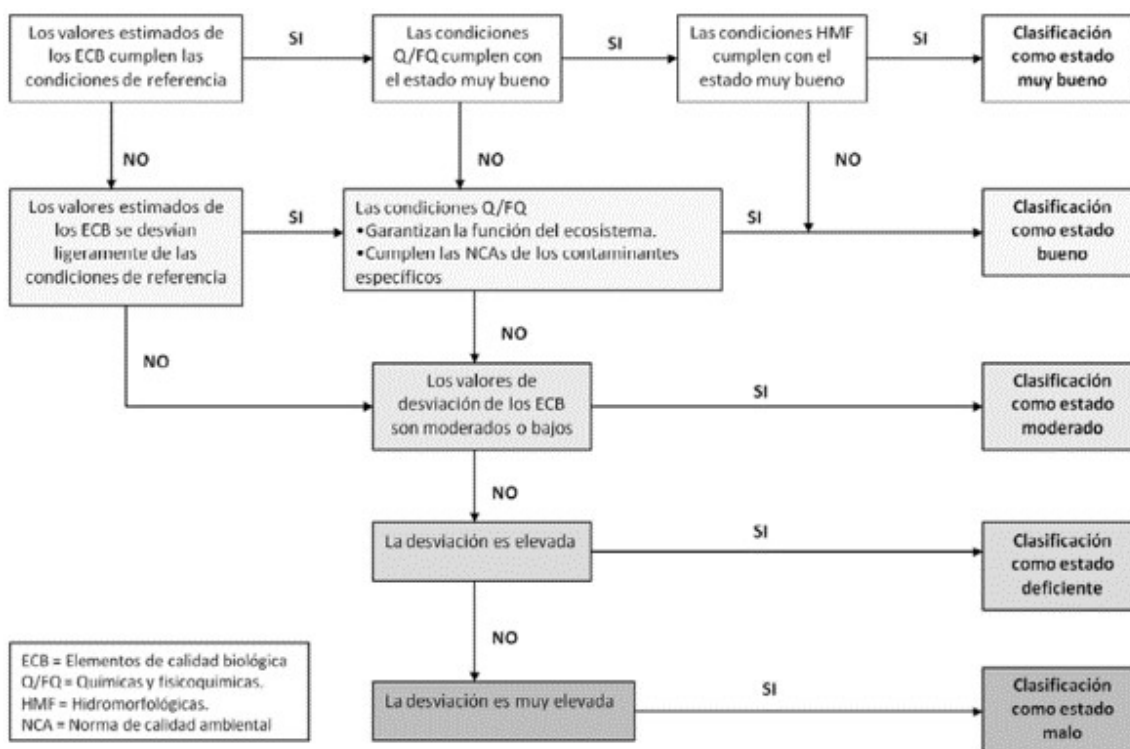 Los valores estimados de
los ECB cumplen las
condiciones de referencia
SI
Las condiciones
Q/FQ cumplen con
el estado muy bueno
SI
Las condiciones HMF
cumplen con el
estado muy bueno
SI
Clasificación
como estado
muy bueno
NO
NO
NO
Los valores estimados de
los ECB se desvían
ligeramente de las
condiciones de referencia
SI
Las condiciones Q/FQ
•Garantizan la función del ecosistema.
•Cumplen las NCAs de los contaminantes
específicos
SI
Clasificación
como estado
bueno
NO
NO
Los valores de
desviación de los ECB
son moderados o bajos
SI
Clasificación
como estado
moderado
NO
La desviación es elevada
SI
Clasificación
como estado
deficiente
NO
La desviación es muy elevada
SI
Clasificación
como estado
malo
ECB = Elementos de calidad biológica
Q/FQ = Químicas y fisicoquímicas.
HMF = Hidromorfológicas.
NCA = Norma de calidad ambiental